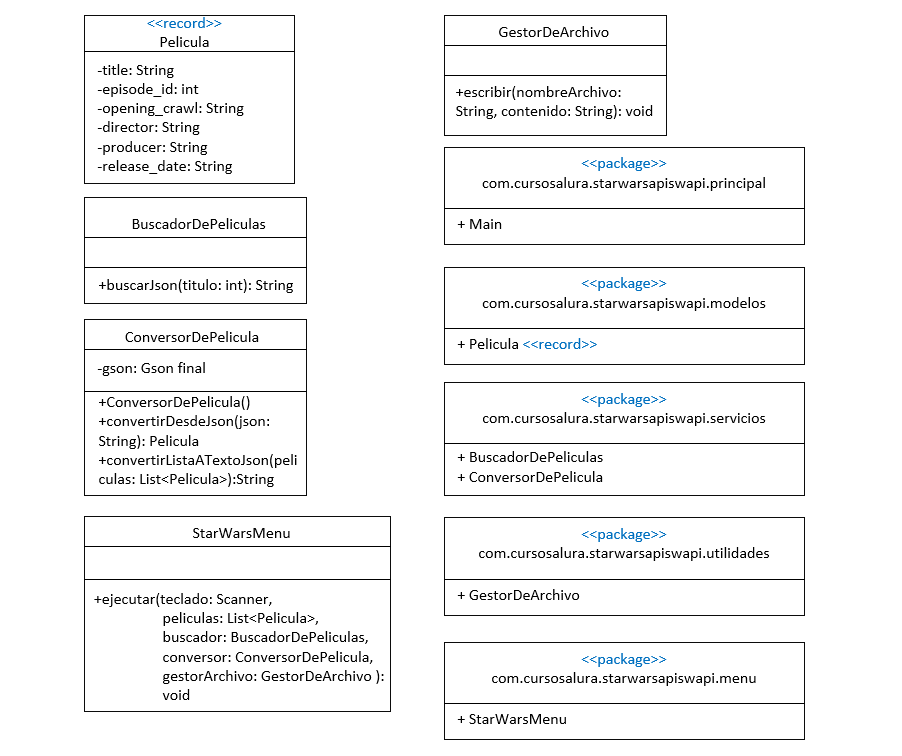 <<record>>
Pelicula
-title: String
-episode_id: int
-opening_crawl: String
-director: String
-producer: String
-release_date: String
BuscadorDePeliculas
+buscarJson(titulo: int): String
ConversorDePelicula
-gson: Gson final
+ConversorDePelicula()
+convertirDesdeJson(json:
String): Pelicula
+convertirListaATextoJson(peli
culas: List<Pelicula>):String
StarWarsMenu
+ejecutar(teclado: Scanner,
peliculas: List<Pelicula>,
buscador: BuscadorDePeliculas,
conversor: ConversorDePelicula,
gestorArchivo: GestorDeArchivo ):
void
GestorDeArchivo
+escribir(nombreArchivo:
String, contenido: String): void
<<package>>
com.cursosalura.starwarsapiswapi.principal
+ Main
<<package>>
com.cursosalura.starwarsapiswapi.modelos
+ Pelicula <<record>>
<<package>>
com.cursosalura.starwarsapiswapi.servicios
+ BuscadorDePeliculas
+ ConversorDePelicula
<<package>>
com.cursosalura.starwarsapiswapi.utilidades
+ GestorDeArchivo
<<package>>
com.cursosalura.starwarsapiswapi.menu
+ StarWarsMenu